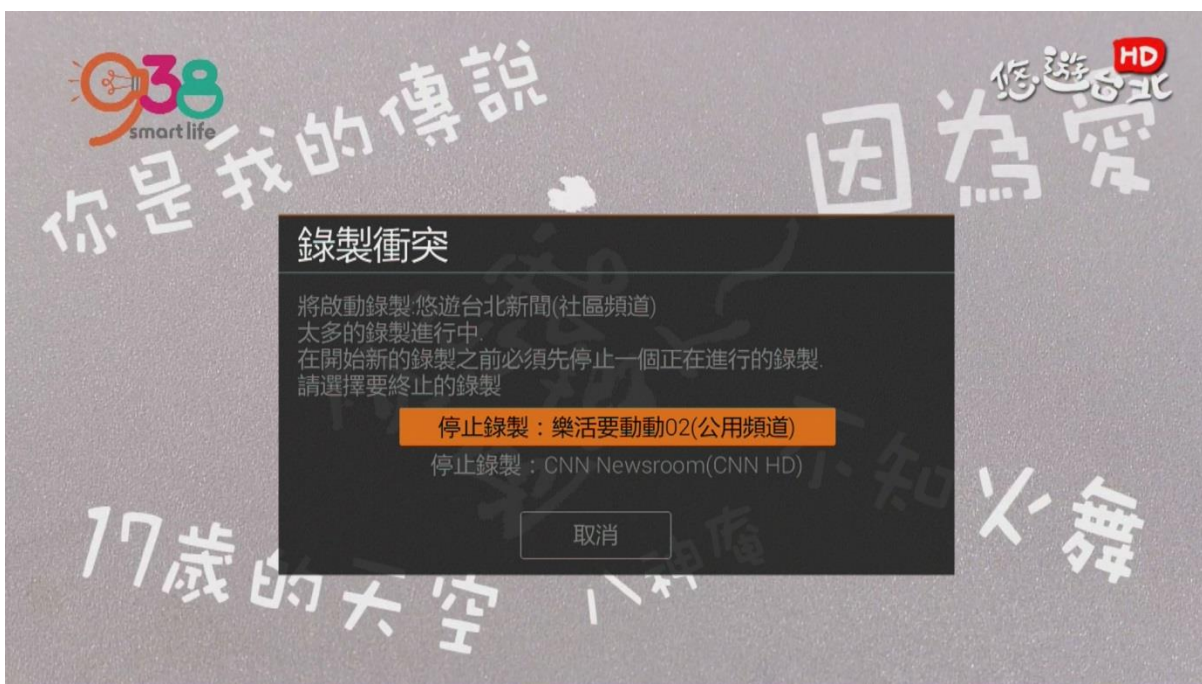 938
smart life
HD
悠遊台北
你是我的傳說
因為愛
錄製衝突
將啟動錄製:悠遊台北新聞(社區頻道)
太多的錄製進行中.
在開始新的錄製之前必須先停止一個正在進行的錄製.
請選擇要終止的錄製
停止錄製：樂活要動動02(公用頻道)
停止錄製：CNN Newsroom(CNN HD)
取消
不知火舞
17歲的天空
八神庵